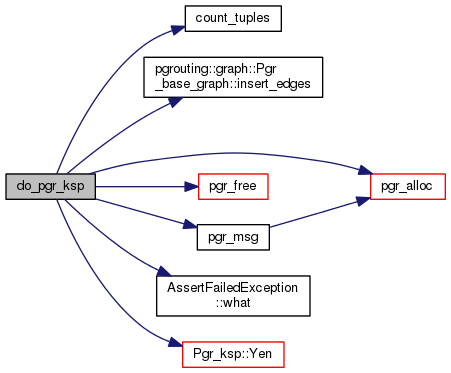 count_tuples
pgrouting::graph::Pgr
_base_graph::insert_edges
do_pgr_ksp
pgr_free
pgr_alloc
pgr_msg
AssertFailedException
::what
Pgr_ksp::Yen